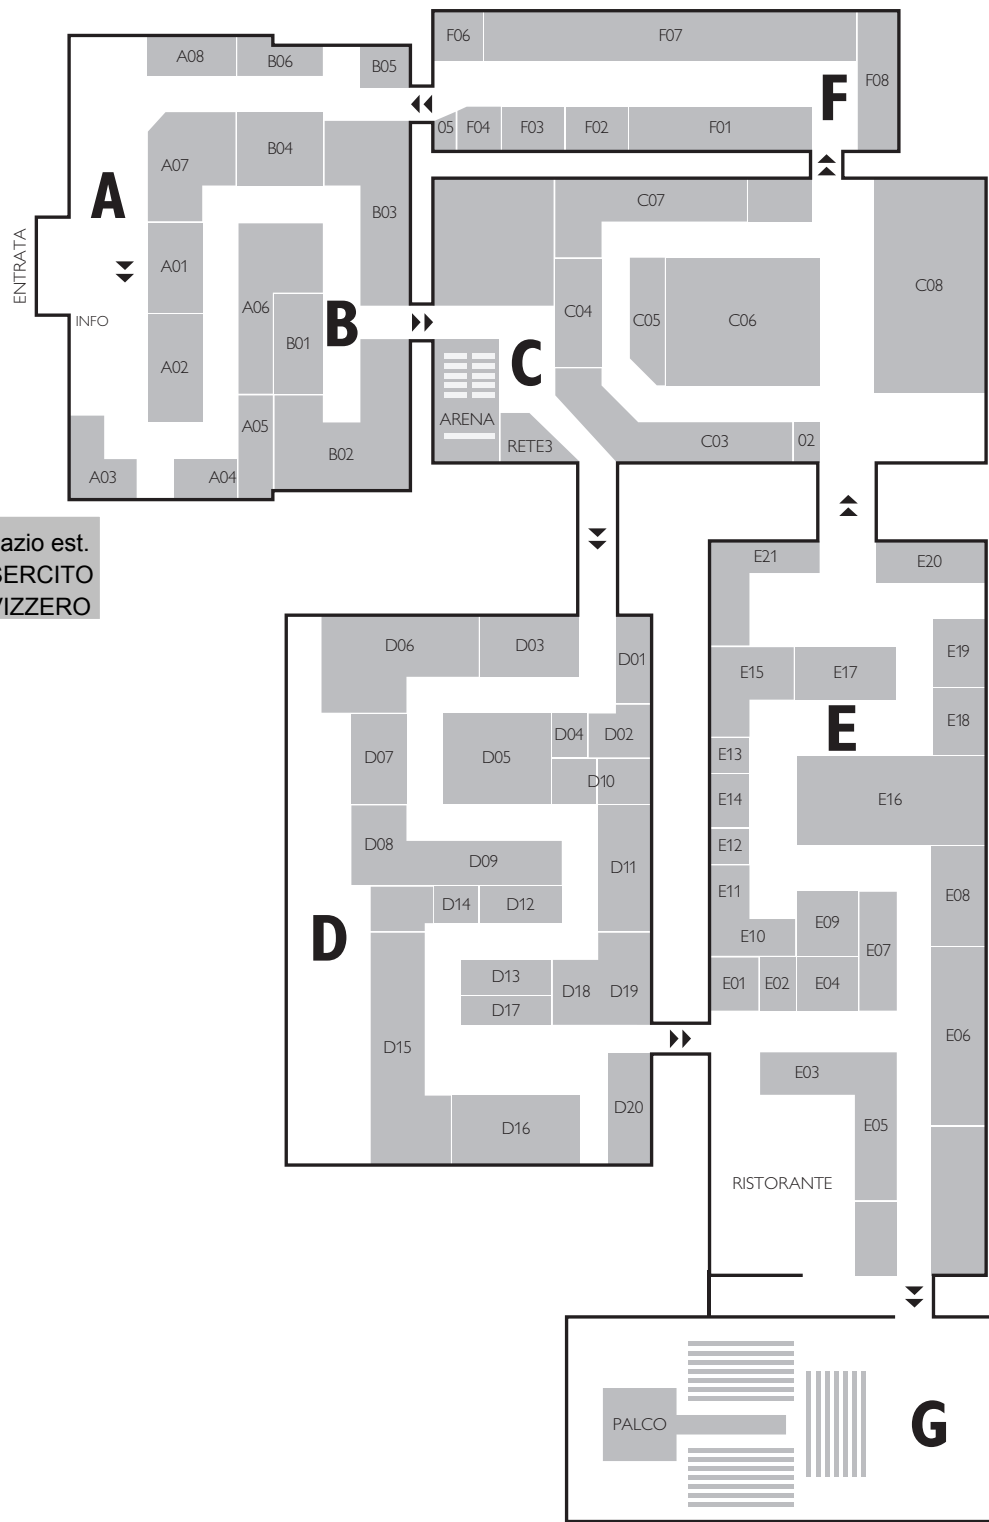 F06
F07
A08
B06
B05
F08
F
05
F04
F03
F02
F01
B04
A07
A
C07
B03
ENTRATA
A01
A06
C08
INFO
C04
C05
C06
B
B01
C
A02
ARENA
A05
RETE3
C03
02
B02
A03
A04
azio est.
SERCITO
VIZZERO
E21
E20
D06
D03
D01
E19
E15
E17
E18
E
D04
D02
D07
D05
E13
D10
E14
E16
D08
E12
D09
D11
E11
E08
D14
D12
E09
D
E10
E07
D13
D18
D19
E01
E02
E04
D17
D15
E06
E03
D20
D16
E05
RISTORANTE
PALCO
G